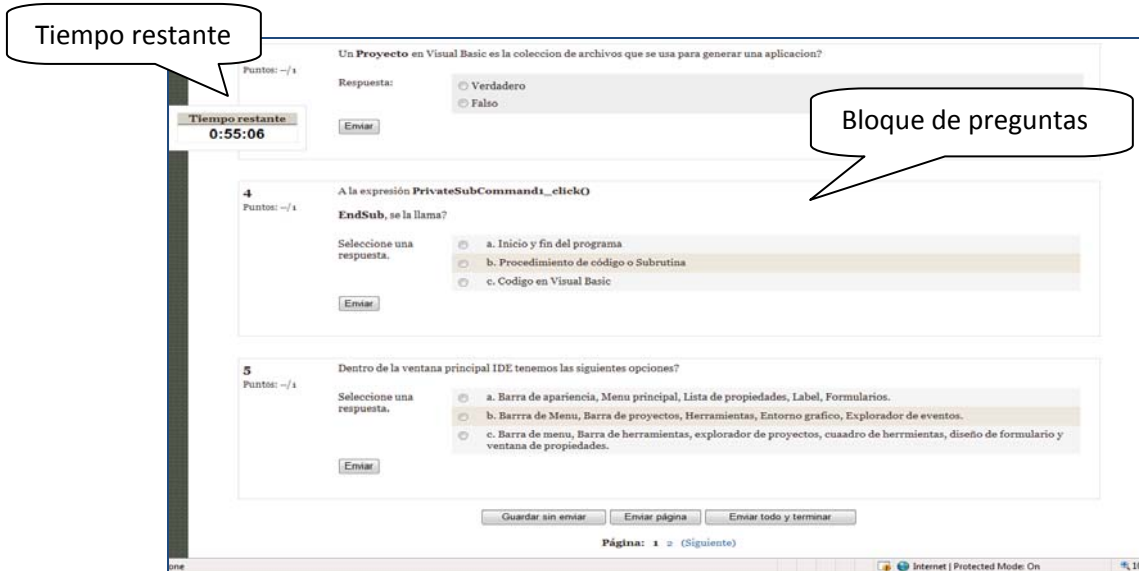 Tiempo restante
Un Proyecto en Visual Basic es la coleccion de archivos que se usa para generar una aplicacion?
Puntos: --/1
Respuesta:
Verdadero
Falso
Tiempo restante
0:55:06
Enviar
Bloque de preguntas
4
Puntos: --/1
A la expresión PrivateSubCommand1_click()
EndSub, se la llama?
Seleccione una
respuesta.
a. Inicio y fin del programa
b. Procedimiento de código o Subrutina
c. Codigo en Visual Basic
Enviar
5
Puntos: --/1
Dentro de la ventana principal IDE tenemos las siguientes opciones?
Seleccione una
respuesta.
a. Barra de apariencia, Menu principal, Lista de propiedades, Label, Formularios.
b. Barrra de Menu, Barra de proyectos, Herramientas, Entorno grafico, Explorador de eventos.
c. Barra de menu, Barra de herramientas, explorador de proyectos, cuaadro de herrmientas, diseño de formulario y
ventana de propiedades.
Enviar
Guardar sin enviar Enviar página Enviar todo y terminar
Página: 1 2 (Siguiente)
one Internet | Protected Mode: On